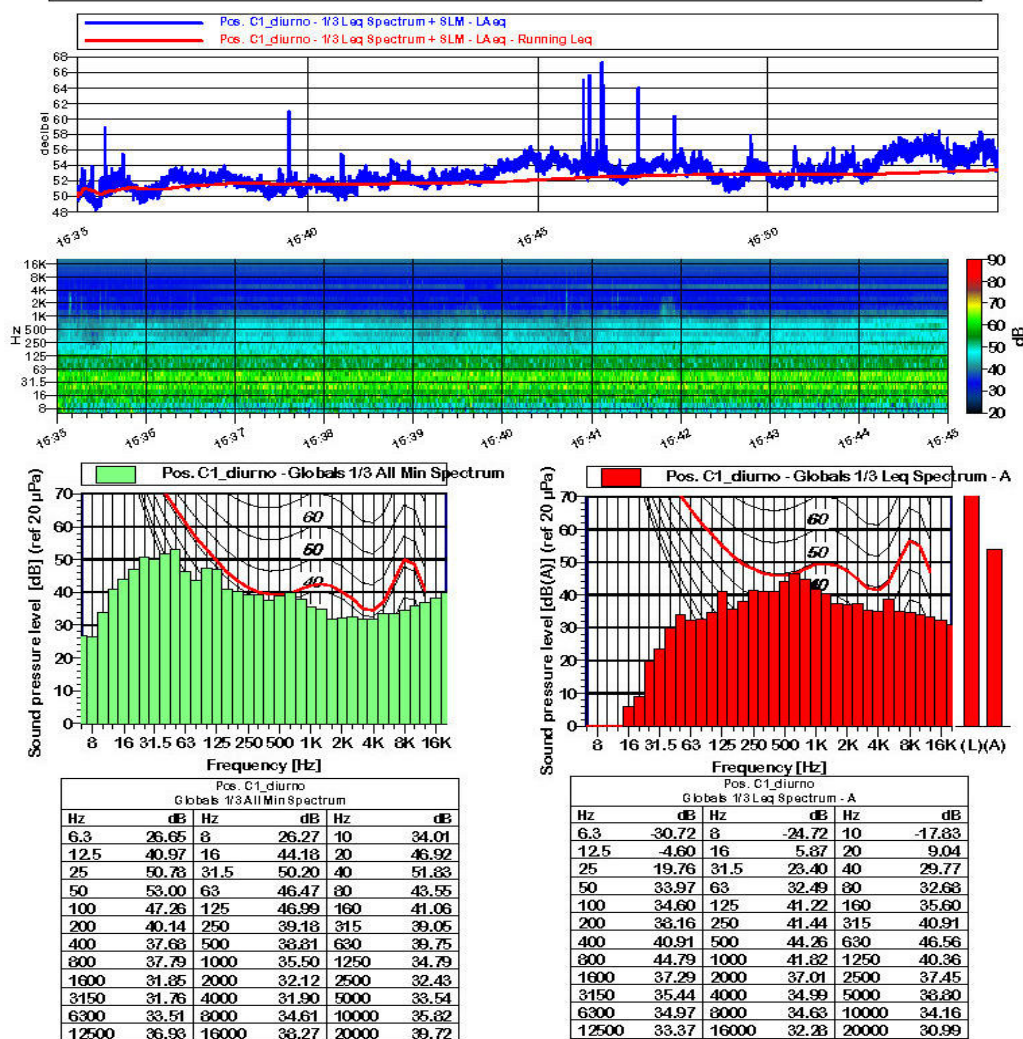 Pos. C1_diurno - 1/3 Leq Spectrum + SLM - LAeq
Pos. C1_diurno - 1/3 Leq Spectrum + SLM - LAeq - Running Leq
68
66
64
62
60
58
56
54
52
50
48
decibel
15:35 15:40 15:45 15:50
16K
8K
4K
2K
1K
500
250
125
63
31.5
16
8
Hz
15:35 15:36 15:37 15:38 15:39 15:40 15:41 15:42 15:43 15:44 15:45
90
80
70
60
50
40
30
20
dB
Pos. C1_diurno - Globals 1/3 All Min Spectrum
70
60
50
40
30
20
10
0
60
50
40
Sound pressure level [dB] (ref 20 µPa)
8 16 31.5 63 125 250 500 1K 2K 4K 8K 16K
Frequency [Hz]
Pos. C1_diurno - Globals 1/3 Leq Spectrum - A
70
60
50
40
30
20
10
0
60
50
40
Sound pressure level [dB(A)] (ref 20 µPa)
8 16 31.5 63 125 250 500 1K 2K 4K 8K 16K (L)(A)
Frequency [Hz]
Pos. C1_diurno
Globals 1/3 All Min Spectrum
Hz dB Hz dB Hz dB
6.3 26.65 8 26.27 10 34.01
12.5 40.97 16 44.18 20 46.92
25 50.78 31.5 50.20 40 51.83
50 53.00 63 46.47 80 43.55
100 47.26 125 46.99 160 41.06
200 40.14 250 39.18 315 39.05
400 37.68 500 38.81 630 39.75
800 37.79 1000 35.50 1250 34.79
1600 31.85 2000 32.12 2500 32.43
3150 31.76 4000 31.90 5000 33.54
6300 33.51 8000 34.61 10000 35.82
12500 36.93 16000 38.27 20000 39.72
Pos. C1_diurno
Globals 1/3 Leq Spectrum - A
Hz dB Hz dB Hz dB
6.3 -30.72 8 -24.72 10 -17.83
12.5 -4.60 16 5.87 20 9.04
25 19.76 31.5 23.40 40 29.77
50 33.97 63 32.49 80 32.68
100 34.60 125 41.22 160 35.60
200 38.16 250 41.44 315 40.91
400 40.91 500 44.26 630 46.56
800 44.79 1000 41.82 1250 40.36
1600 37.29 2000 37.01 2500 37.45
3150 35.44 4000 34.99 5000 38.80
6300 34.97 8000 34.63 10000 34.16
12500 33.37 16000 32.28 20000 30.99